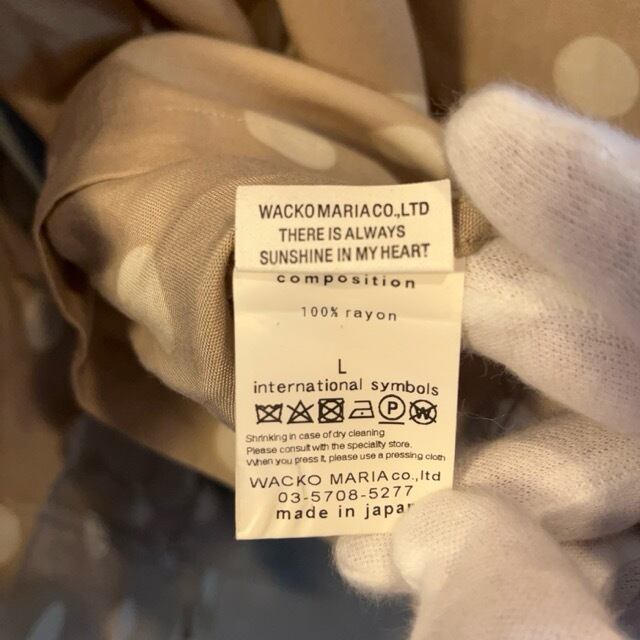 WACKO MARIA CO.,LTD
THERE IS ALWAYS
SUNSHINE IN MY HEART
composition
100% rayon
L
international symbols
P W
Shrinking in case of dry cleaning
Please consult with the specialty store.
When you press it, please use a pressing cloth
WACKO MARIA co.,ltd
03-5708-5277
made in japan